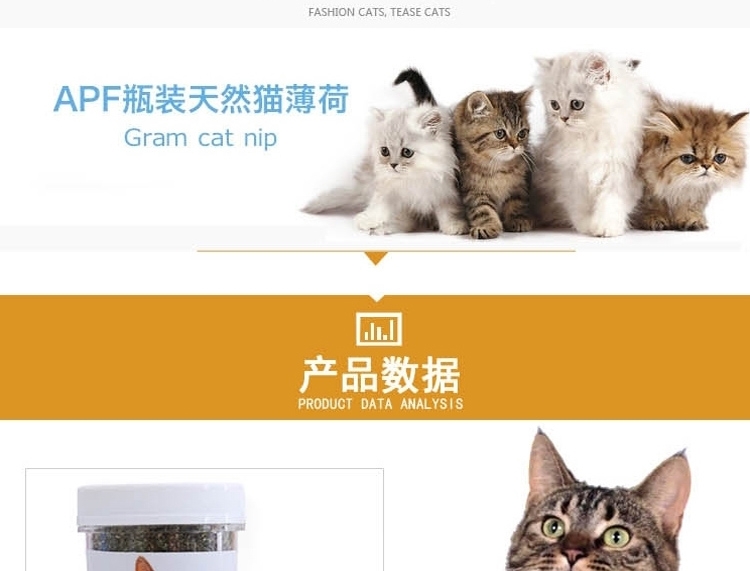 FASHION CATS, TEASE CATS
APF瓶装天然猫薄荷
Gram cat nip
产品数据
PRODUCT DATA ANALYSIS